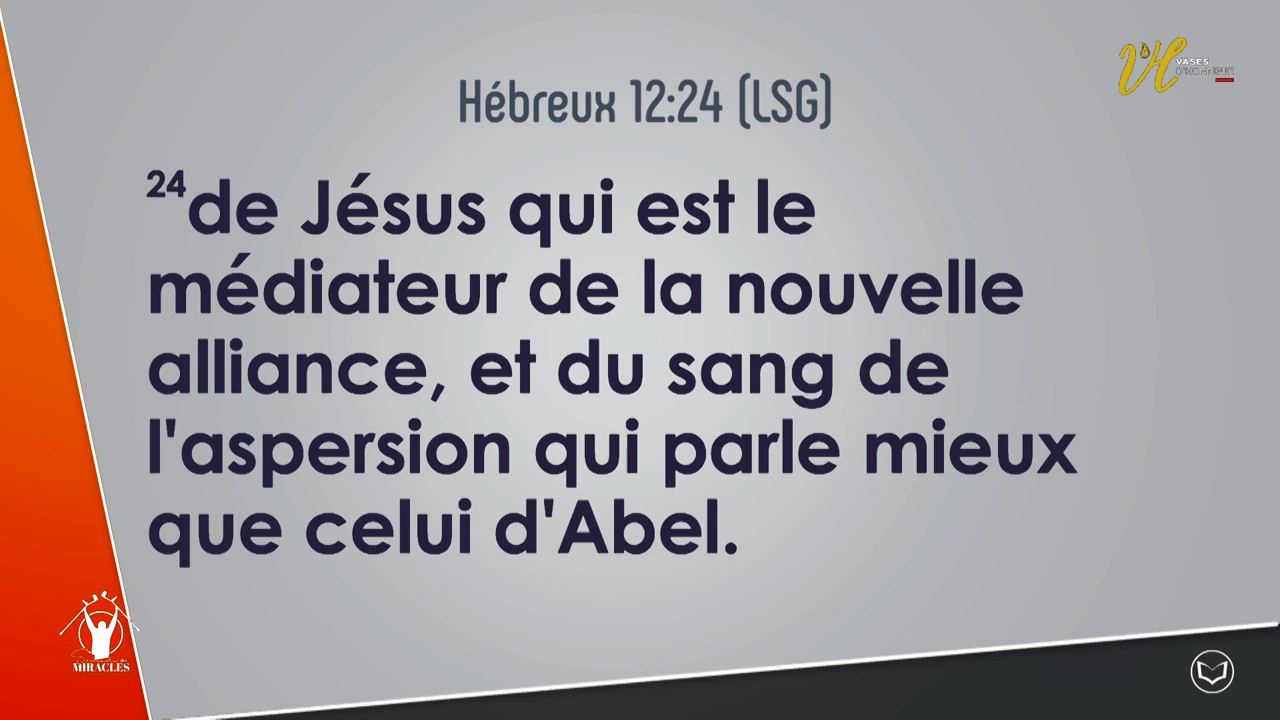 VASES
D'HONNEUR
Hébreux 12:24 (LSG)
24de Jésus qui est le
médiateur de la nouvelle
alliance, et du sang de
l'aspersion qui parle mieux
que celui d'Abel.
MIRACLES